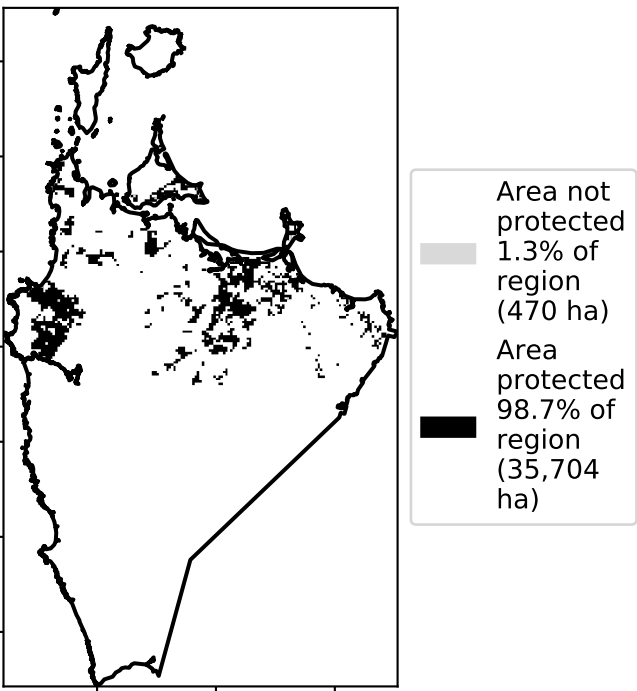 Area not
protected
1.3% of
region
(470 ha)
Area
protected
98.7% of
region
(35,704
ha)